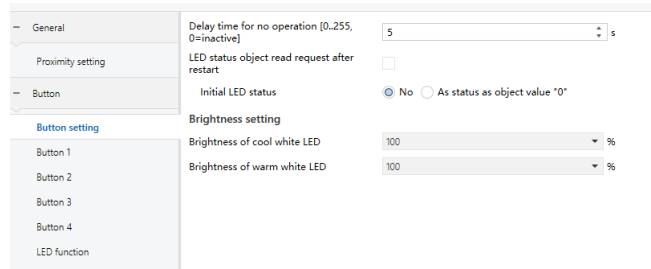 General
Proximity setting
Button
Button setting
Button 1
Button 2
Button 3
Button 4
LED function
Delay time for no operation [0..255,
0=inactive]
5
s
LED status object read request after
restart
Initial LED status
No
As status as object value "0"
Brightness setting
Brightness of cool white LED
100
%
Brightness of warm white LED
100
%